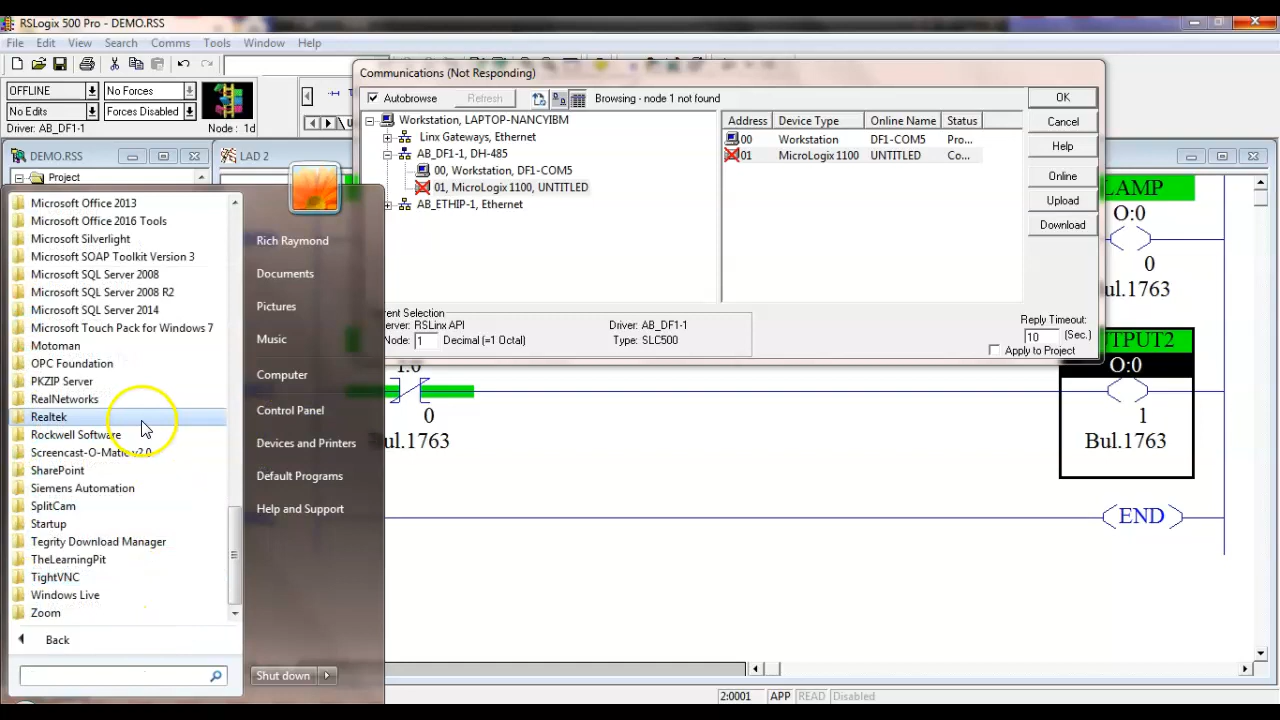 RSLogix 500 Pro - DEMO.RSS
File Edit View Search Comms Tools Window Help
OFFLINE No Forces
No Edits Forces Disabled
Driver: AB_DF1-1 Node: 1d
DEMO.RSS
LAD 2
Project
Communications (Not Responding)
Autobrowse Refresh Browsing - node 1 not found
Workstation, LAPTOP-NANCYIBM
Linx Gateways, Ethernet
AB_DF1-1, DH-485
00, Workstation, DF1-COM5
01, MicroLogix 1100, UNTITLED
AB_ETHIP-1, Ethernet
Address Device Type Online Name Status
00 Workstation DF1-COM5 Pro...
01 MicroLogix 1100 UNTITLED Co...
OK
Cancel
Help
Online
Upload
Download
rent Selection
erver: RSLinx API Driver: AB_DF1-1
Node: 1 Decimal (=1 Octal) Type: SLC500
Reply Timeout:
10 (Sec.)
Apply to Project
Microsoft Office 2013
Microsoft Office 2016 Tools
Microsoft Silverlight
Microsoft SOAP Toolkit Version 3
Microsoft SQL Server 2008
Microsoft SQL Server 2008 R2
Microsoft SQL Server 2014
Microsoft Touch Pack for Windows 7
Motoman
OPC Foundation
PKZIP Server
RealNetworks
Realtek
Rockwell Software
Screencast-O-Matic v2.0
SharePoint
Siemens Automation
SplitCam
Startup
Tegrity Download Manager
TheLearningPit
TightVNC
Windows Live
Zoom
Back
Rich Raymond
Documents
Pictures
Music
Computer
Control Panel
Devices and Printers
Default Programs
Help and Support
Shut down
LAMP
O:0
0
ul.1763
1:0
0
ul.1763
TPUT2
O:0
1
Bul.1763
END
2:0001 APP READ Disabled